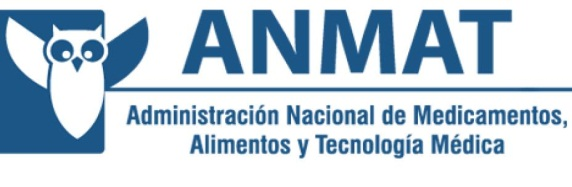 ANMAT
Administración Nacional de Medicamentos,
Alimentos y Tecnología Médica